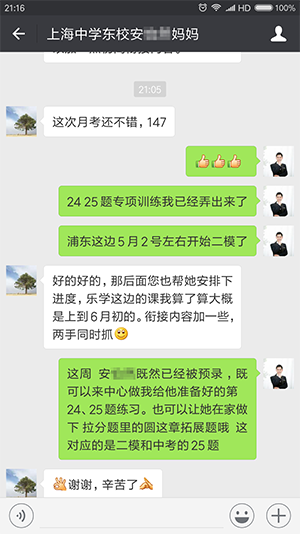 21:16
100%
上海中学东校安 妈妈
21:05
这次月考还不错，147
24 25题专项训练我已经弄出来了
浦东这边5月2号左右开始二模了
好的好的，那后面您也帮她安排下
进度，乐学这边的课我算了算大概
是上到6月初的。衔接内容加一些，
两手同时抓
这周 安 既然已经被预录，既
可以来中心做我给他准备好的第
24、25题练习。也可以让她在家做
下 拉分题里的圆这章拓展题哦 这
对应的是二模和中考的25题
谢谢，辛苦了